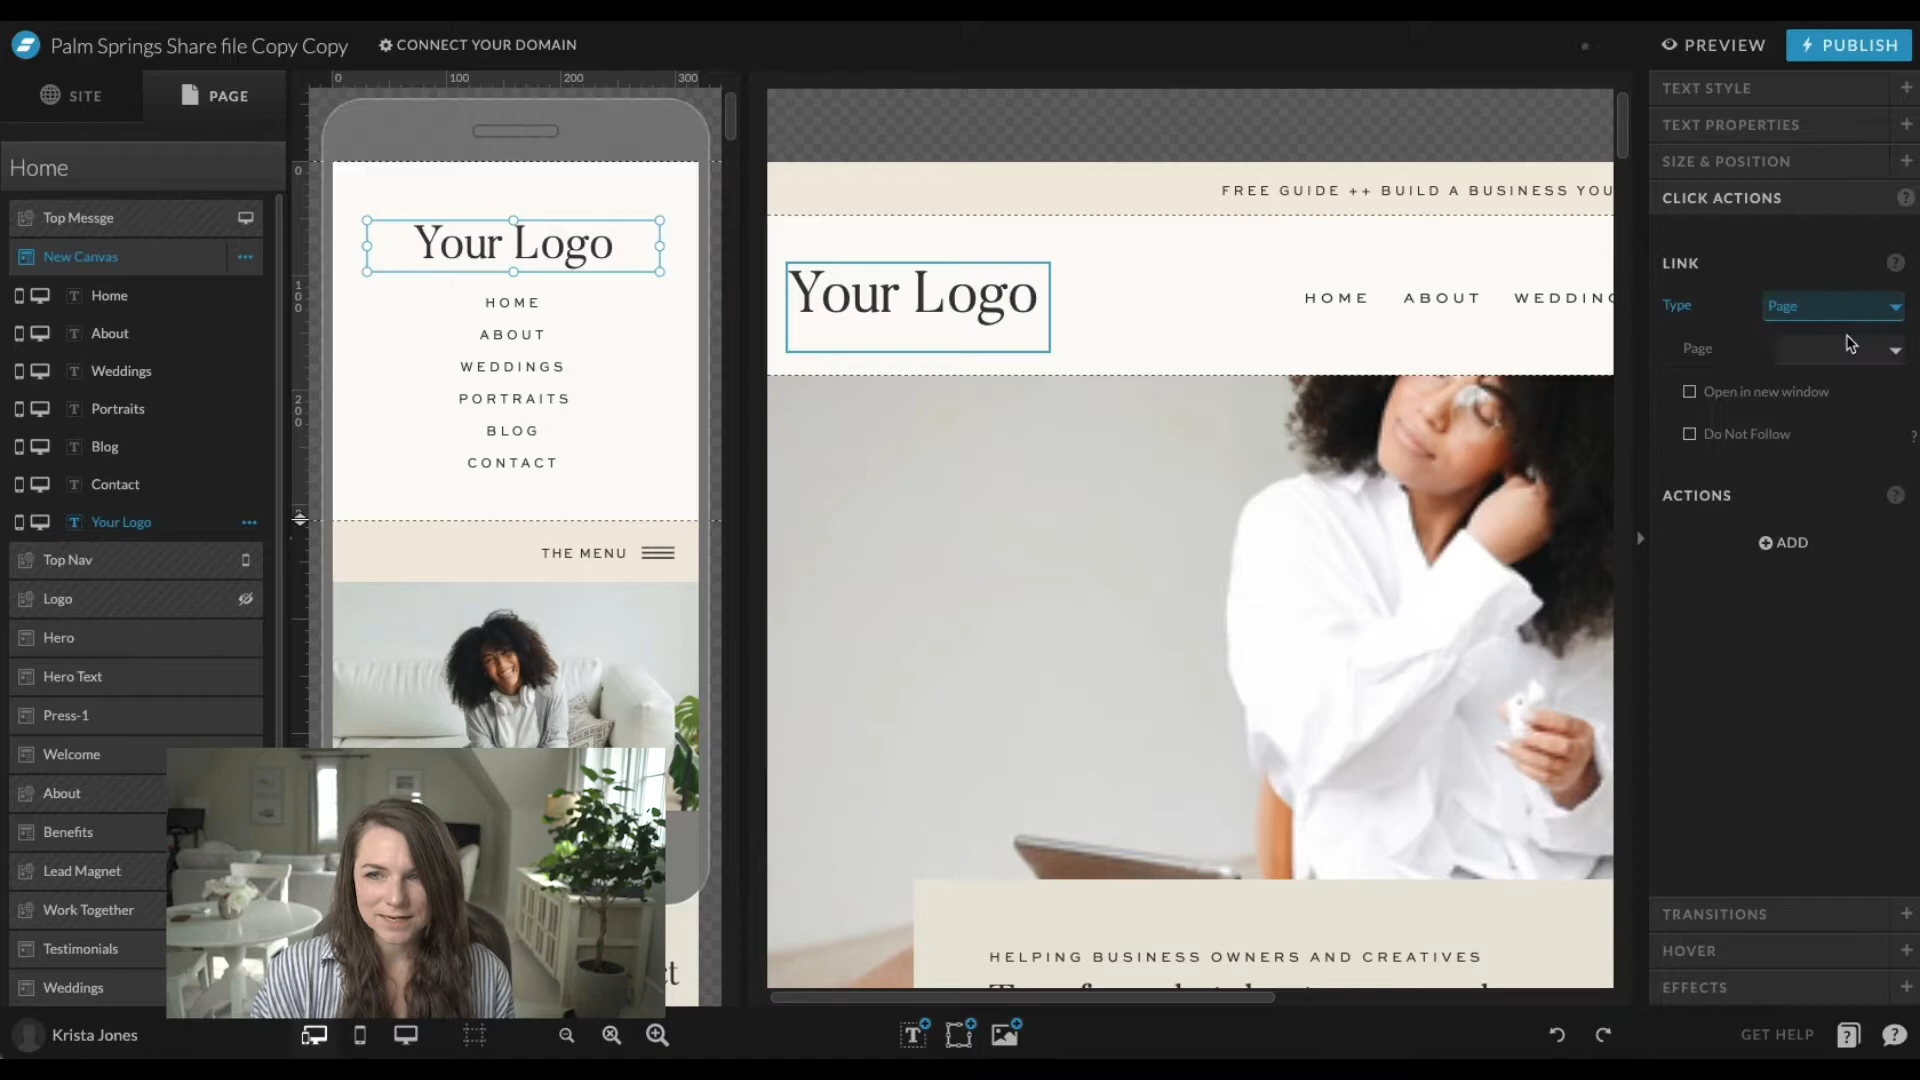 Palm Springs Share file Copy Copy
CONNECT YOUR DOMAIN
PREVIEW
PUBLISH
SITE
PAGE
Home
Top Messge
New Canvas
Home
About
Weddings
Portraits
Blog
Contact
Your Logo
Top Nav
Logo
Hero
Hero Text
Press-1
Welcome
About
Benefits
Lead Magnet
Work Together
Testimonials
Weddings
Krista Jones
0 100 200 300
0
100
200
Your Logo
HOME
ABOUT
WEDDINGS
PORTRAITS
BLOG
CONTACT
THE MENU
ct
FREE GUIDE ++ BUILD A BUSINESS YOU
Your Logo
HOME ABOUT WEDDING
HELPING BUSINESS OWNERS AND CREATIVES
TEXT STYLE
TEXT PROPERTIES
SIZE & POSITION
CLICK ACTIONS
LINK
Type Page
Page
Open in new window
Do Not Follow
ACTIONS
ADD
TRANSITIONS
HOVER
EFFECTS
GET HELP